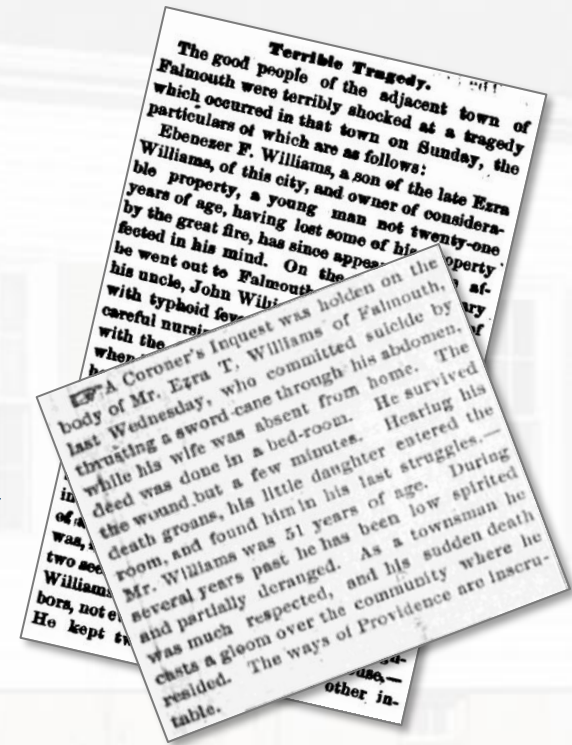 Terrible Tragedy.
The good people of the adjacent town of
Falmouth were terribly shocked at a tragedy
which occurred in that town on Sunday, the
particulars of which are as follows:
Ebenezer F. Williams, a son of the late Ezra
Williams, of this city, and owner of considera-
ble property, a young man not twenty-one
years of age, having lost some of his property
by the great fire, has since appea
fected in his mind. On the
he went out to Falmouth
his uncle, John
with typhoid feve
careful nursin
with the
when
in
of
was,
two
Williams
bors, not
He kept
af-
ary
of
ouse,—
other in-
A Coroner's Inquest was holden on the
body of Mr. Ezra T. Williams of Falmouth,
last Wednesday, who committed suicide by
thrusting a sword-cane through his abdomen,
while his wife was absent from home. The
deed was done in a bed-room. He survived
the wound but a few minutes. Hearing his
death groans, his little daughter entered the
room, and found him in his last struggles.—
Mr. Williams was 51 years of age. During
several years past he has been low spirited
and partially deranged. As a townsman he
was much respected, and his sudden death
casts a gloom over the community where he
resided. The ways of Providence are inscru-
table.